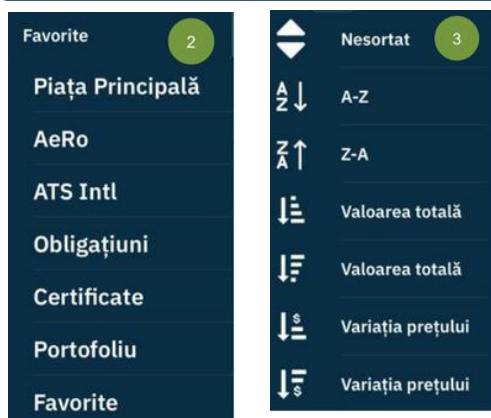 Favorite
2
Piața Principală
AeRo
ATS Intl
Obligațiuni
Certificate
Portofoliu
Favorite
Nesortat
3
A
Z
A-Z
Z
A
Z-A
Valoarea totală
Valoarea totală
$
Variația prețului
$
Variația prețului